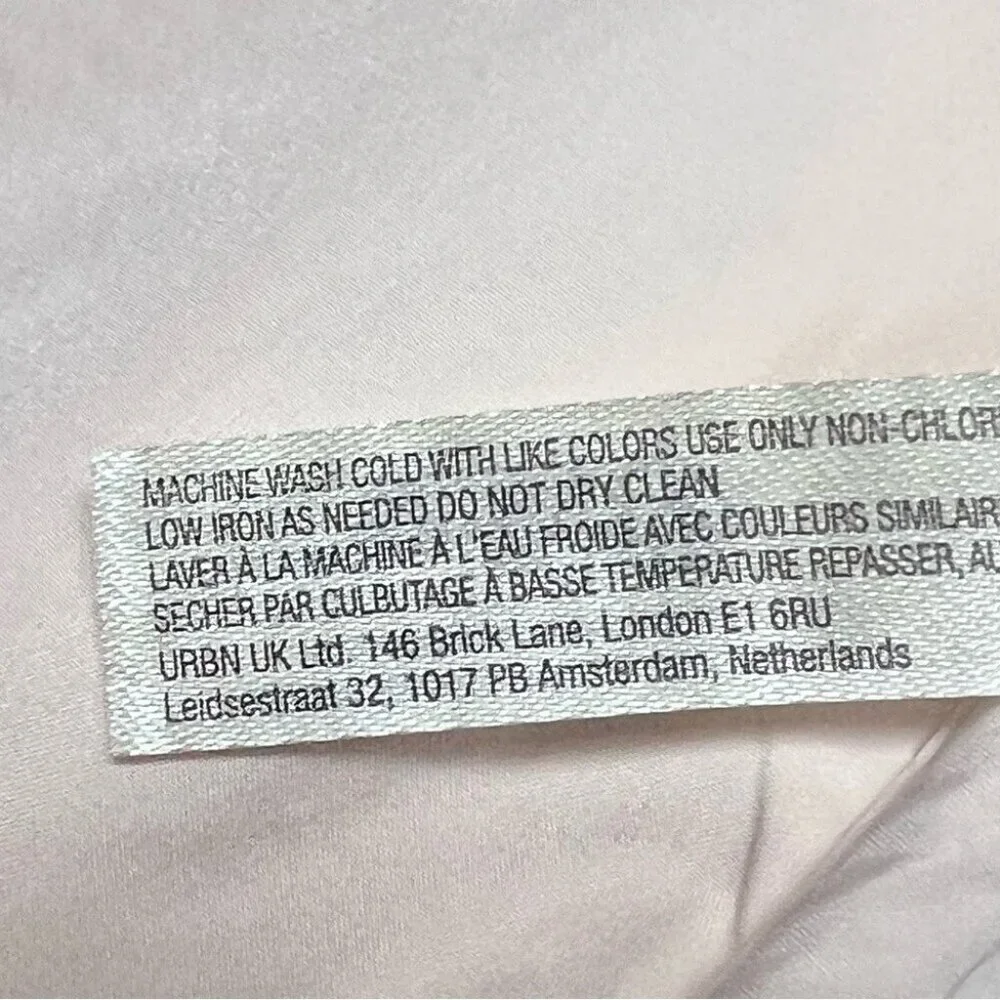 MACHINE WASH COLD WITH LIKE COLORS USE ONLY NON-CHLOR
LOW IRON AS NEEDED DO NOT DRY CLEAN
LAVER À LA MACHINE À L'EAU FROIDE AVEC COULEURS SIMILAIR
SECHER PAR CULBUTAGE À BASSE TEMPERATURE REPASSER, AU
URBN UK Ltd. 146 Brick Lane, London E1 6RU
Leidsestraat 32, 1017 PB Amsterdam, Netherlands